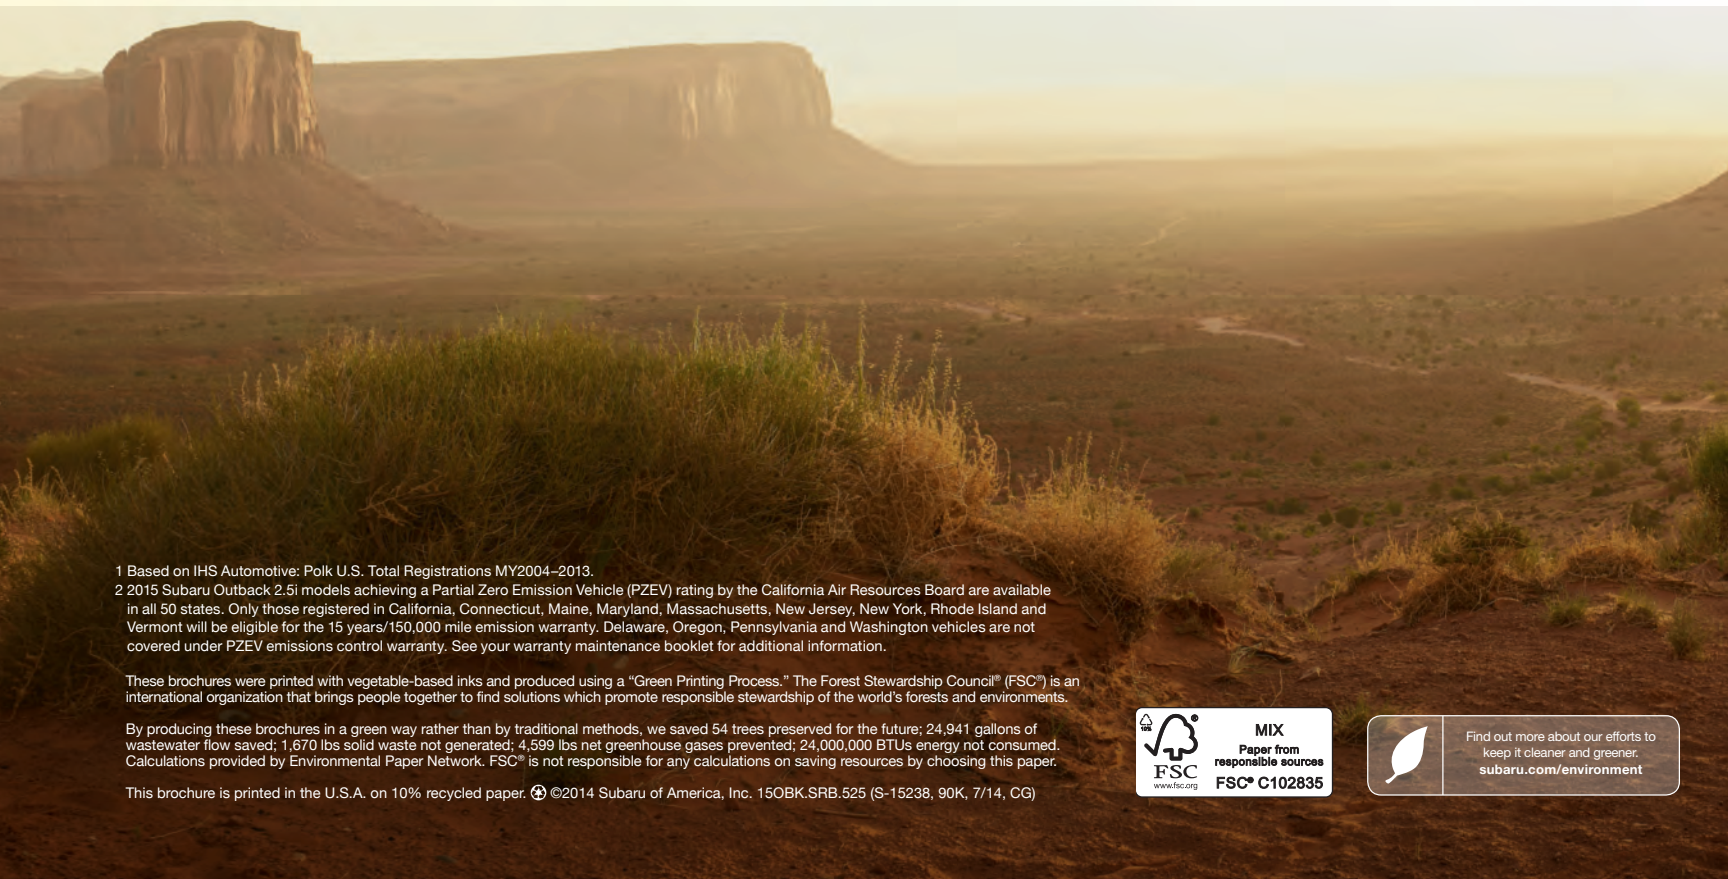 1 Based on IHS Automotive: Polk U.S. Total Registrations MY2004–2013.
2 2015 Subaru Outback 2.5i models achieving a Partial Zero Emission Vehicle (PZEV) rating by the California Air Resources Board are available
in all 50 states. Only those registered in California, Connecticut, Maine, Maryland, Massachusetts, New Jersey, New York, Rhode Island and
Vermont will be eligible for the 15 years/150,000 mile emission warranty. Delaware, Oregon, Pennsylvania and Washington vehicles are not
covered under PZEV emissions control warranty. See your warranty maintenance booklet for additional information.
These brochures were printed with vegetable-based inks and produced using a “Green Printing Process.” The Forest Stewardship Council® (FSC®) is an
international organization that brings people together to find solutions which promote responsible stewardship of the world’s forests and environments.
By producing these brochures in a green way rather than by traditional methods, we saved 54 trees preserved for the future; 24,941 gallons of
wastewater flow saved; 1,670 lbs solid waste not generated; 4,599 lbs net greenhouse gases prevented; 24,000,000 BTUs energy not consumed.
Calculations provided by Environmental Paper Network. FSC® is not responsible for any calculations on saving resources by choosing this paper.
This brochure is printed in the U.S.A. on 10% recycled paper. ©2014 Subaru of America, Inc. 15OBK.SRB.525 (S-15238, 90K, 7/14, CG)
10%
®
FSC
www.fsc.org
MIX
Paper from
responsible sources
FSC® C102835
Find out more about our efforts to
keep it cleaner and greener.
subaru.com/environment